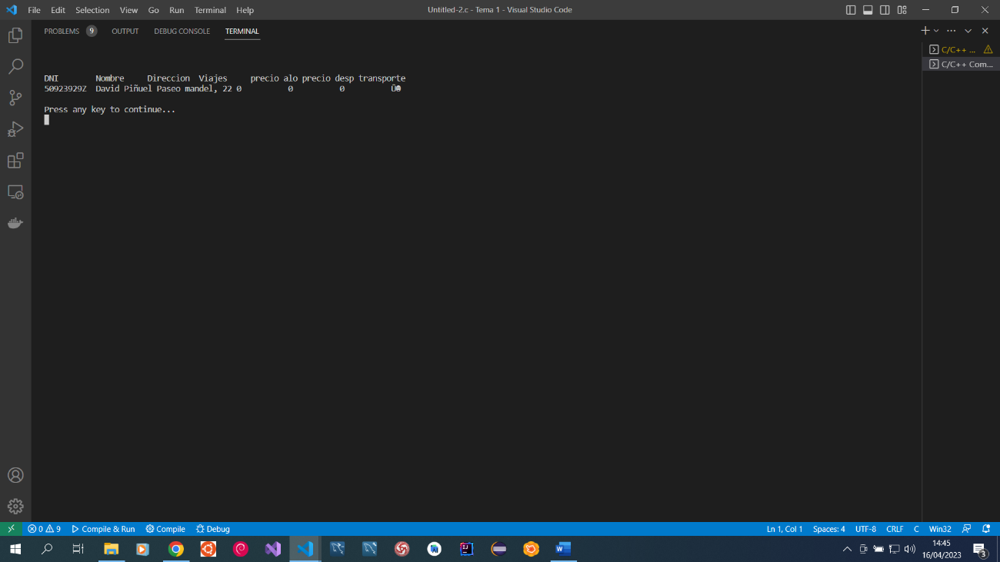 File Edit Selection View Go Run Terminal Help
Untitled-2.c - Tema 1 - Visual Studio Code
PROBLEMS 9 OUTPUT DEBUG CONSOLE TERMINAL
C/C++ ...
C/C++ Com...
DNI Nombre Direccion Viajes precio alo precio desp transporte
50923929Z David Piñuel Paseo mandel, 22 0 0 0
Press any key to continue...
0 9 Compile & Run Compile Debug
Ln 1, Col 1 Spaces: 4 UTF-8 CRLF C Win32
14:45
16/04/2023
3